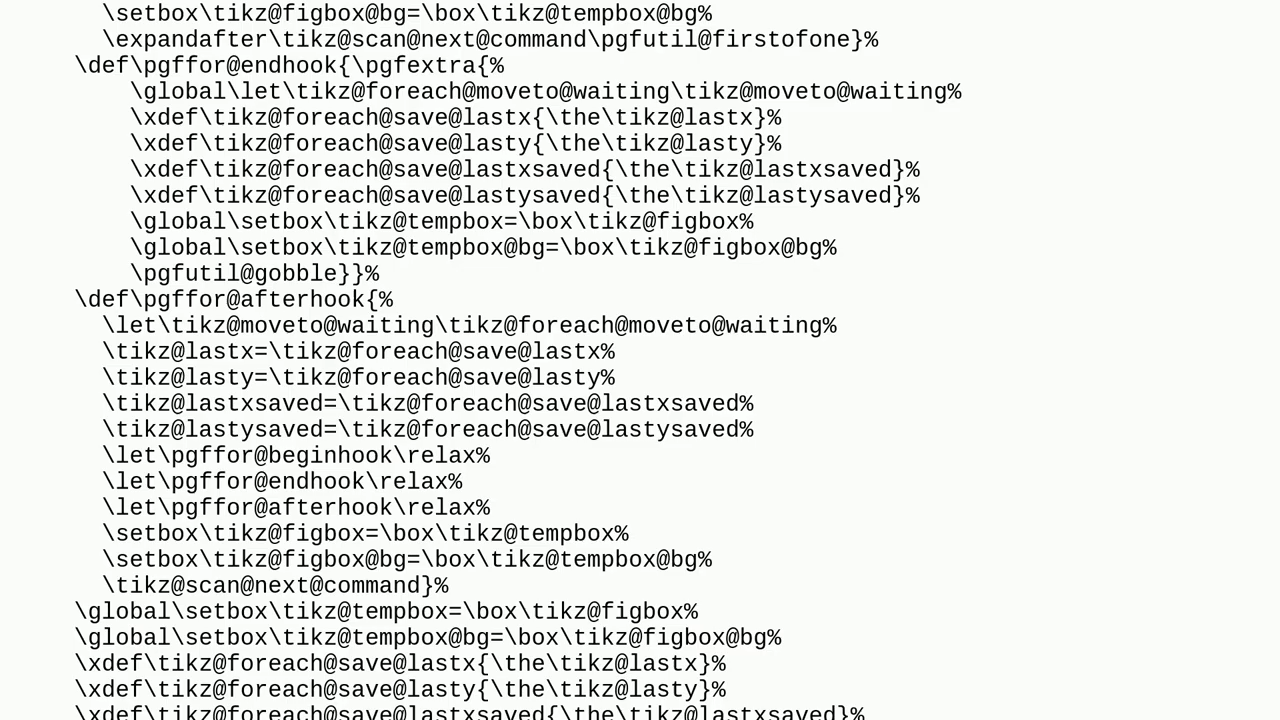 \setbox\tikz@figbox@bg=\box\tikz@tempbox@bg%
\expandafter\tikz@scan@next@command\pgfutil@firstofone}%
\def\pgffor@endhook{\pgfextra{%
\global\let\tikz@foreach@moveto@waiting\tikz@moveto@waiting%
\xdef\tikz@foreach@save@lastx{\the\tikz@lastx}%
\xdef\tikz@foreach@save@lasty{\the\tikz@lasty}%
\xdef\tikz@foreach@save@lastxsaved{\the\tikz@lastxsaved}%
\xdef\tikz@foreach@save@lastysaved{\the\tikz@lastysaved}%
\global\setbox\tikz@tempbox=\box\tikz@figbox%
\global\setbox\tikz@tempbox@bg=\box\tikz@figbox@bg%
\pgfutil@gobble}}%
\def\pgffor@afterhook{%
\let\tikz@moveto@waiting\tikz@foreach@moveto@waiting%
\tikz@lastx=\tikz@foreach@save@lastx%
\tikz@lasty=\tikz@foreach@save@lasty%
\tikz@lastxsaved=\tikz@foreach@save@lastxsaved%
\tikz@lastysaved=\tikz@foreach@save@lastysaved%
\let\pgffor@beginhook\relax%
\let\pgffor@endhook\relax%
\let\pgffor@afterhook\relax%
\setbox\tikz@figbox=\box\tikz@tempbox%
\setbox\tikz@figbox@bg=\box\tikz@tempbox@bg%
\tikz@scan@next@command}%
\global\setbox\tikz@tempbox=\box\tikz@figbox%
\global\setbox\tikz@tempbox@bg=\box\tikz@figbox@bg%
\xdef\tikz@foreach@save@lastx{\the\tikz@lastx}%
\xdef\tikz@foreach@save@lasty{\the\tikz@lasty}%
\xdef\tikz@foreach@save@lastxsaved{\the\tikz@lastxsaved}%